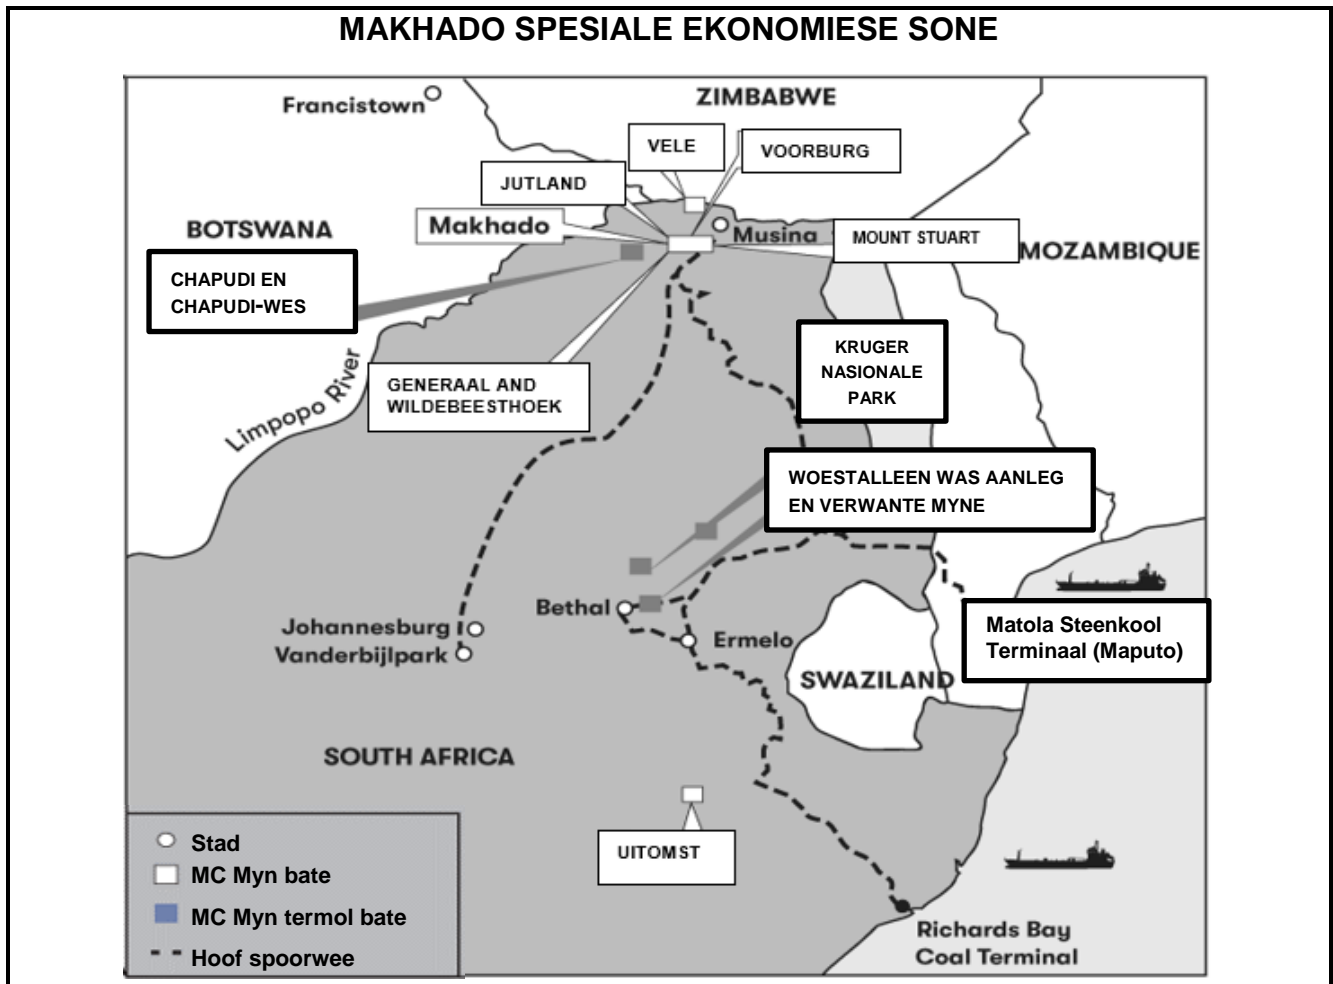 MAKHADO SPESIALE EKONOMIESE SONE
Francistown
ZIMBABWE
VELE
VOORBURG
JUTLAND
BOTSWANA
Makhado
Musina
MOUNT STUART
MOZAMBIQUE
CHAPUDI EN
CHAPUDI-WES
KRUGER
NASIONALE
PARK
Limpopo River
GENERAAL AND
WILDEBEESTHOEK
WOESTALLEEN WAS AANLEG
EN VERWANTE MYNE
Bethal
Johannesburg
Vanderbijlpark
Ermelo
Matola Steenkool
Terminaal (Maputo)
SWAZILAND
SOUTH AFRICA
UITOMST
Stad
MC Myn bate
MC Myn termol bate
Hoof spoorwee
Richards Bay
Coal Terminal